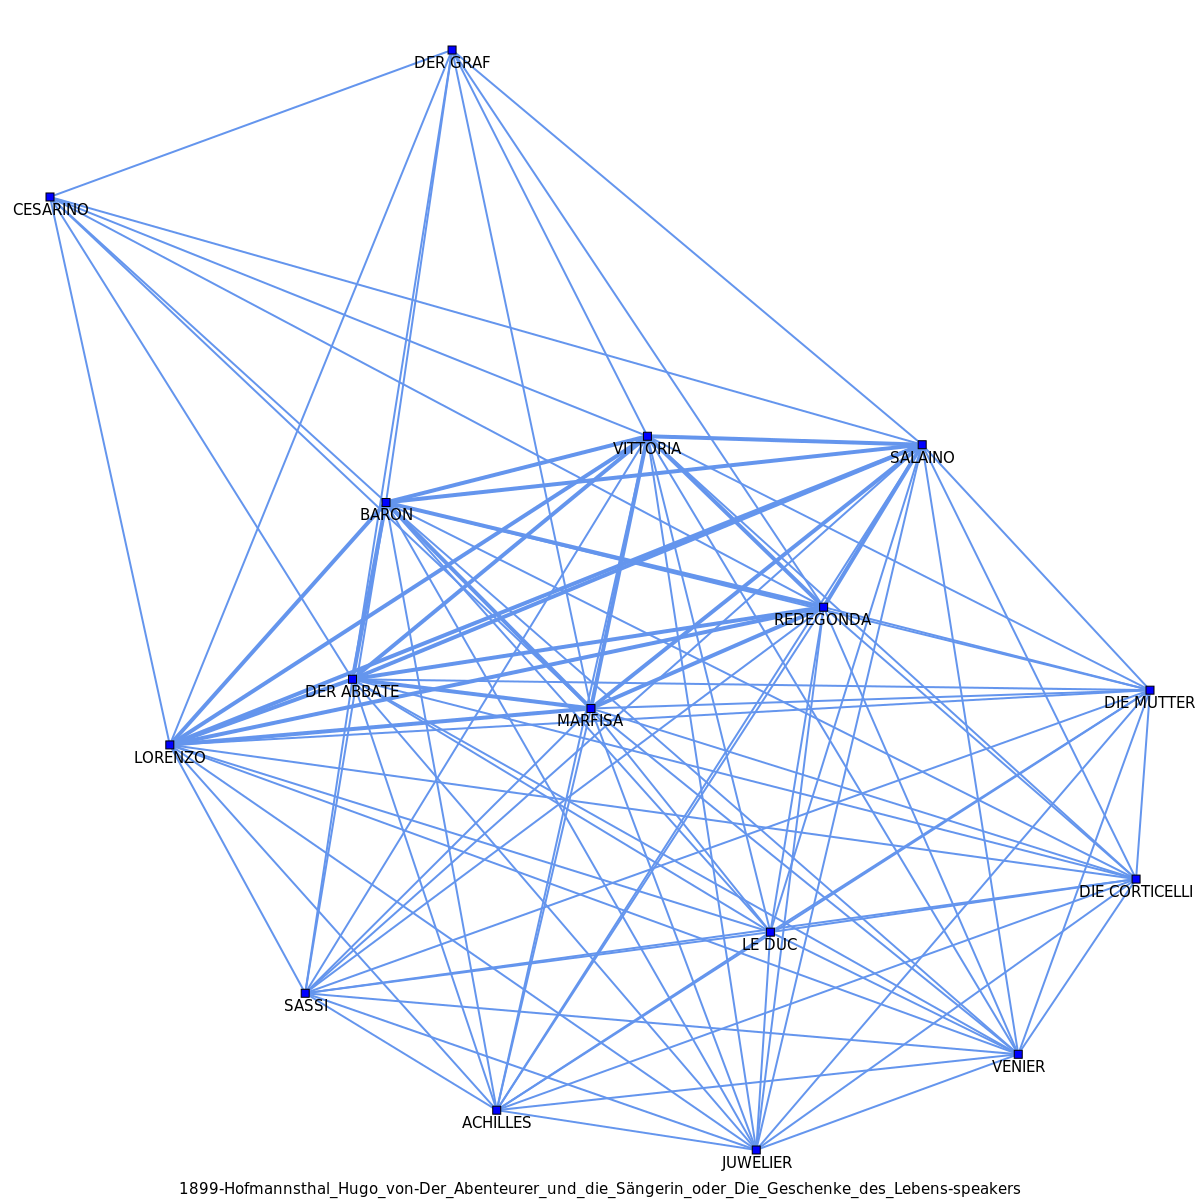 DER GRAF
CESARINO
VITTORIA
SALAINO
BARON
REDEGONDA
DER ABBATE
DIE MUTTER
MARFISA
LORENZO
DIE CORTICELLI
LE DUC
SASSI
VENIER
ACHILLES
JUWELIER
1899-Hofmannsthal_Hugo_von-Der_Abenteurer_und_die_Sängerin_oder_Die_Geschenke_des_Lebens-speakers